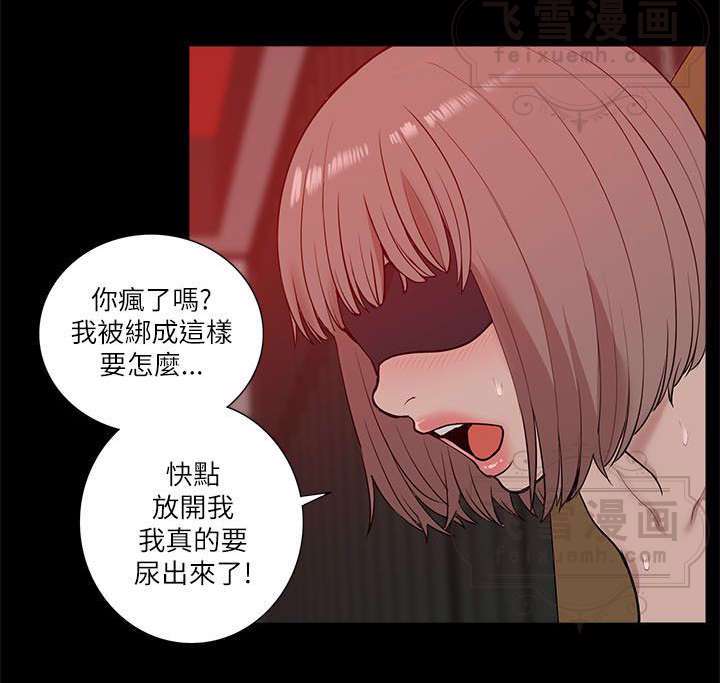 飞雪漫画
feixuemh.com
你瘋了嗎?
我被綁成這樣
要怎麼...
快點
放開我
我真的要
尿出來了!
飞雪漫画
feixuemh.com